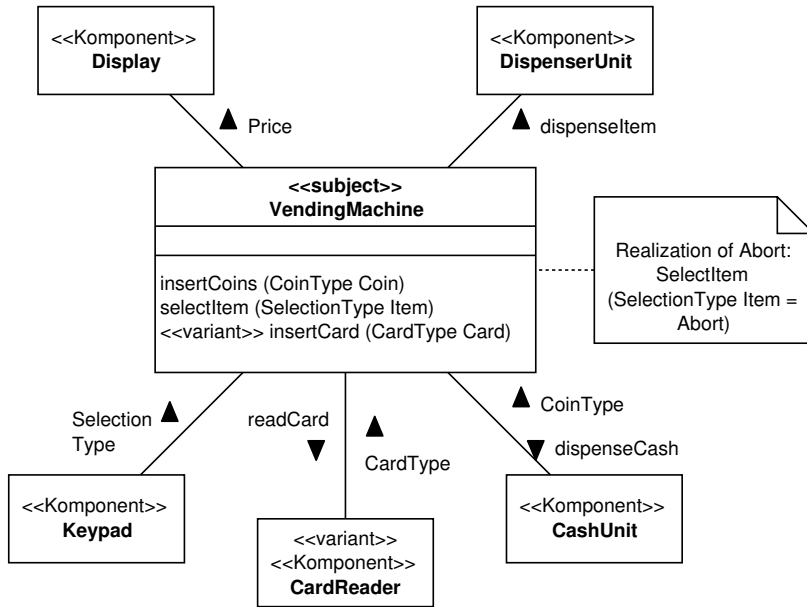 <<Komponent>>
Display
<<Komponent>>
DispenserUnit
Price
dispenseItem
<<subject>>
VendingMachine
insertCoins (CoinType Coin)
selectItem (SelectionType Item)
<<variant>> insertCard (CardType Card)
Realization of Abort:
SelectItem
(SelectionType Item =
Abort)
Selection
Type
readCard
CardType
CoinType
dispenseCash
<<Komponent>>
Keypad
<<variant>>
<<Komponent>>
CardReader
<<Komponent>>
CashUnit